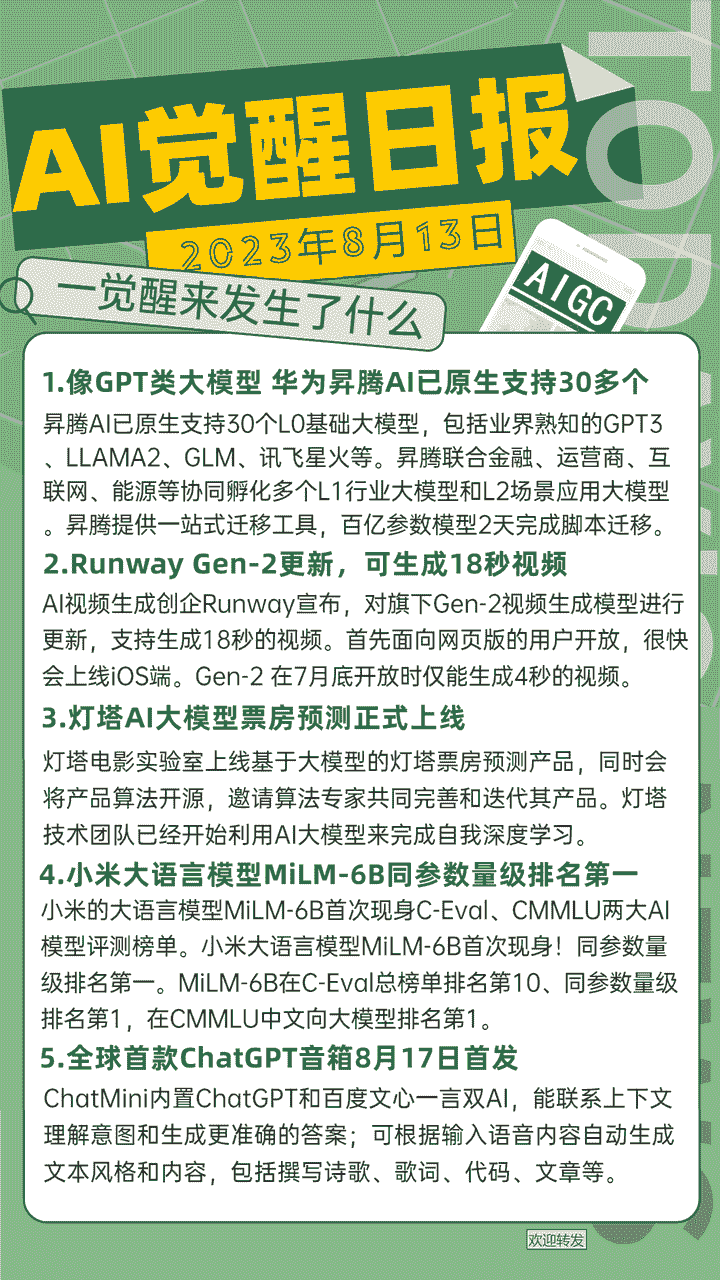 AI觉醒日报
2023年8月13日
一觉醒来发生了什么
AIGC
1.像GPT类大模型 华为昇腾AI已原生支持30多个
昇腾AI已原生支持30个L0基础大模型，包括业界熟知的GPT3
、LLAMA2、GLM、讯飞星火等。昇腾联合金融、运营商、互
联网、能源等协同孵化多个L1行业大模型和L2场景应用大模型
。昇腾提供一站式迁移工具，百亿参数模型2天完成脚本迁移。
2.Runway Gen-2更新，可生成18秒视频
AI视频生成创企Runway宣布，对旗下Gen-2视频生成模型进行
更新，支持生成18秒的视频。首先面向网页版的用户开放，很快
会上线iOS端。Gen-2 在7月底开放时仅能生成4秒的视频。
3.灯塔AI大模型票房预测正式上线
灯塔电影实验室上线基于大模型的灯塔票房预测产品，同时会
将产品算法开源，邀请算法专家共同完善和迭代其产品。灯塔
技术团队已经开始利用AI大模型来完成自我深度学习。
4.小米大语言模型MiLM-6B同参数量级排名第一
小米的大语言模型MiLM-6B首次现身C-Eval、CMMLU两大AI
模型评测榜单。小米大语言模型MiLM-6B首次现身！同参数量
级排名第一。MiLM-6B在C-Eval总榜单排名第10、同参数量级
排名第1，在CMMLU中文向大模型排名第1。
5.全球首款ChatGPT音箱8月17日首发
ChatMini内置ChatGPT和百度文心一言双AI，能联系上下文
理解意图和生成更准确的答案；可根据输入语音内容自动生成
文本风格和内容，包括撰写诗歌、歌词、代码、文章等。
欢迎转发